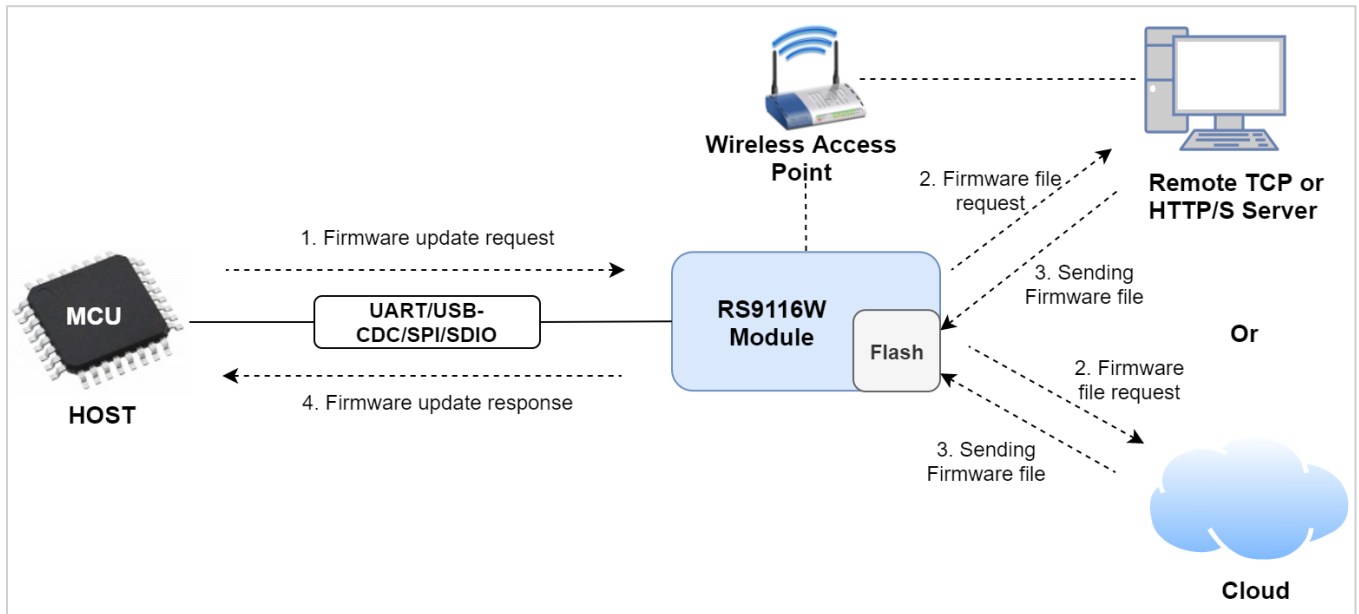 Wireless Access
Point
2. Firmware file
request
Remote TCP or
HTTP/S Server
1. Firmware update request
3. Sending
Firmware file
MCU
UART/USB-
CDC/SPI/SDIO
RS9116W
Module
Flash
Or
4. Firmware update response
HOST
2. Firmware
file request
3. Sending
Firmware file
Cloud